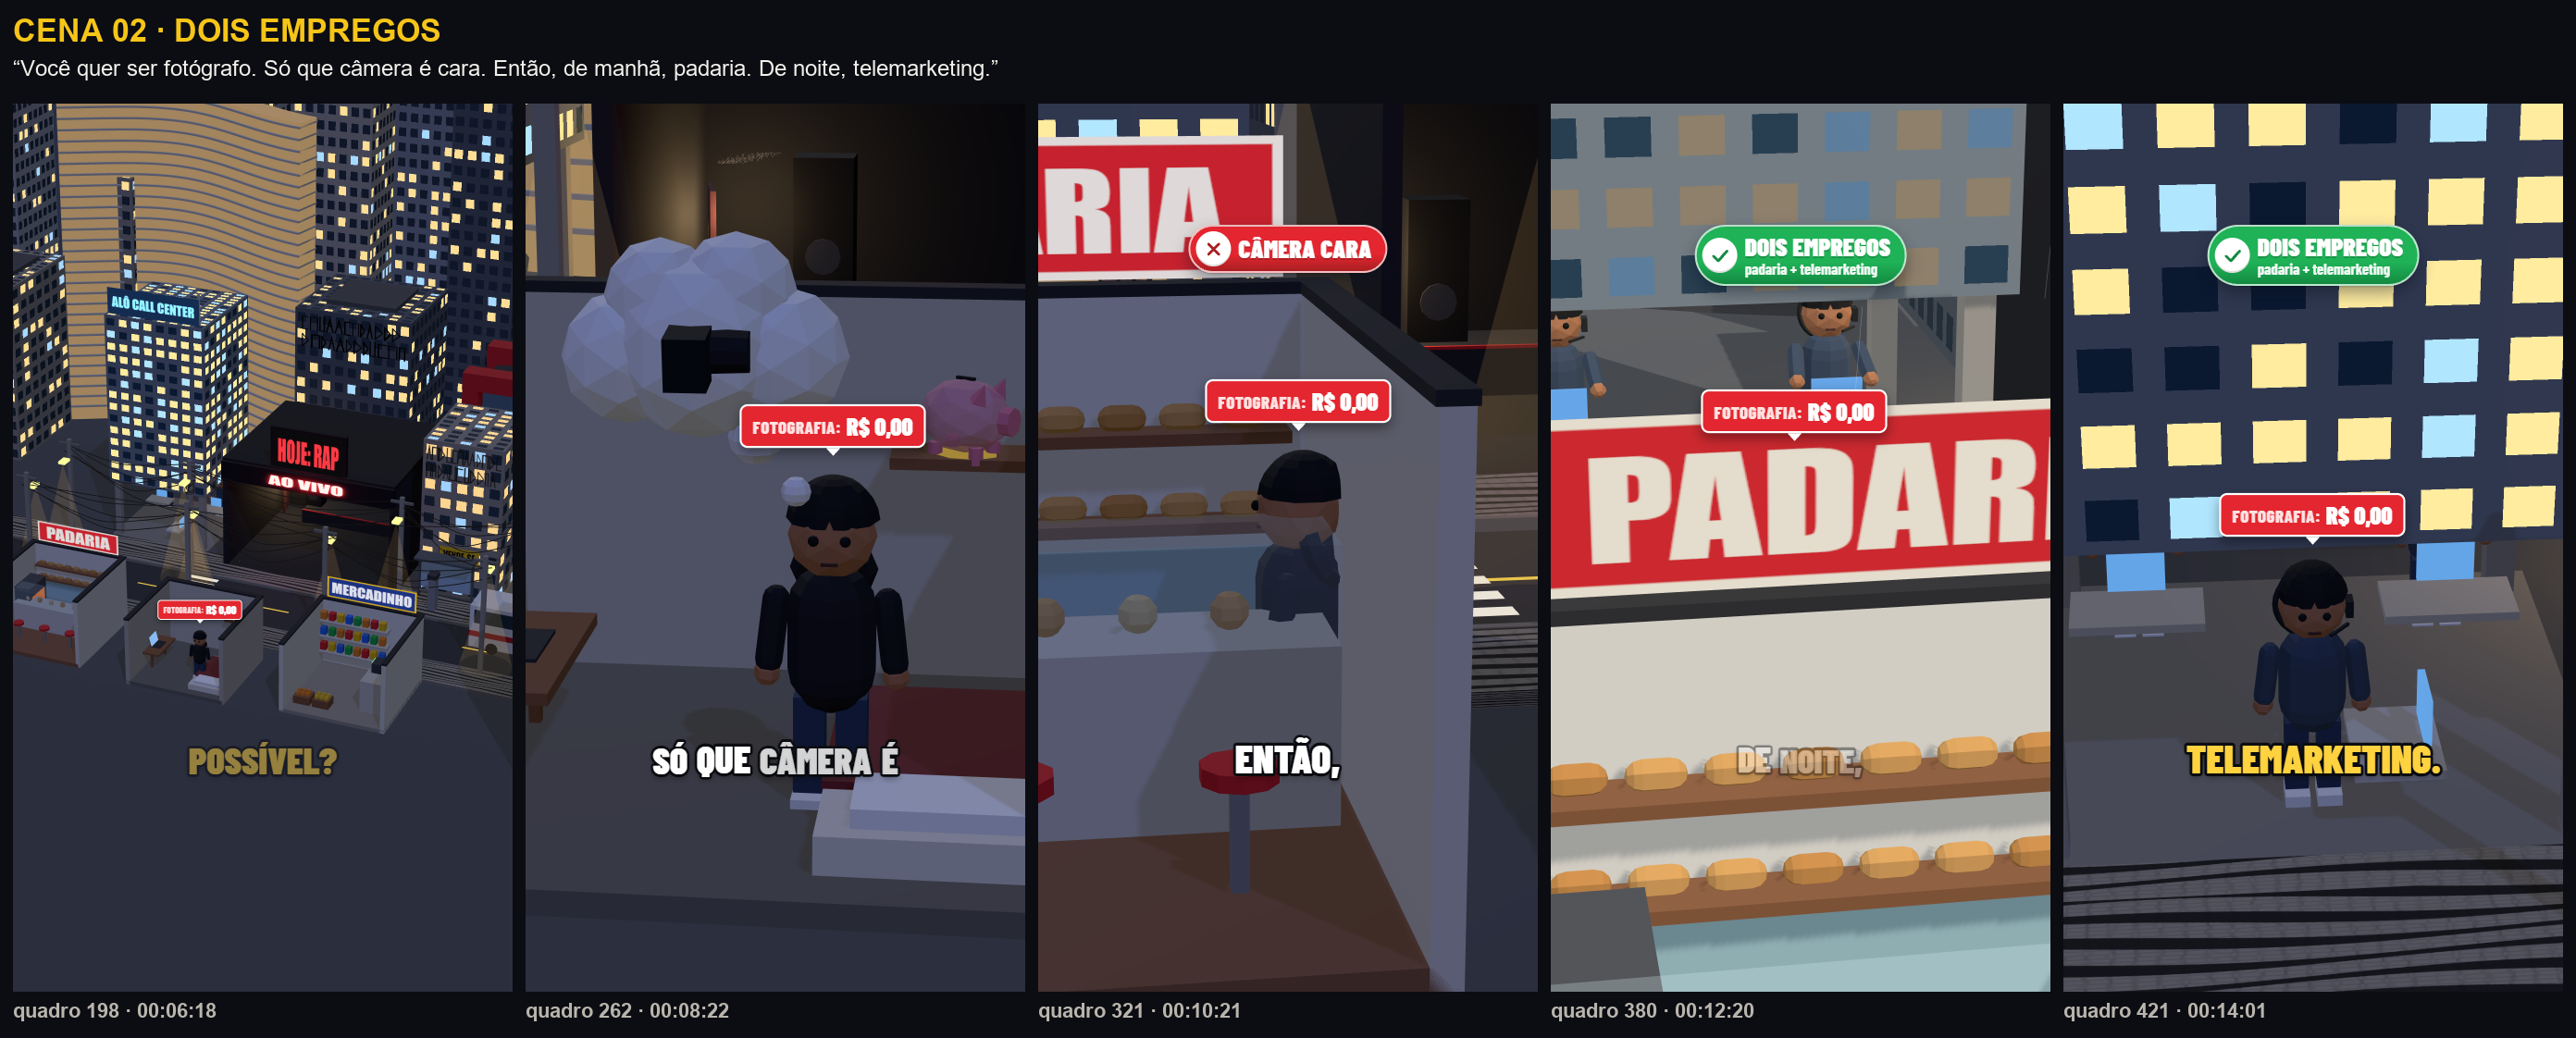 CENA 02 · DOIS EMPREGOS
“Você quer ser fotógrafo. Só que câmera é cara. Então, de manhã, padaria. De noite, telemarketing.”
ALÔ CALL CENTER
HOJE: RAP
AO VIVO
PADARIA
MERCADINHO
FOTOGRAFIA: R$ 0,00
POSSÍVEL?
quadro 198 · 00:06:18
FOTOGRAFIA: R$ 0,00
SÓ QUE CÂMERA É
quadro 262 · 00:08:22
RIA
CÂMERA CARA
FOTOGRAFIA: R$ 0,00
ENTÃO,
quadro 321 · 00:10:21
DOIS EMPREGOS
padaria + telemarketing
FOTOGRAFIA: R$ 0,00
PADAR
DE NOITE,
quadro 380 · 00:12:20
DOIS EMPREGOS
padaria + telemarketing
FOTOGRAFIA: R$ 0,00
TELEMARKETING.
quadro 421 · 00:14:01